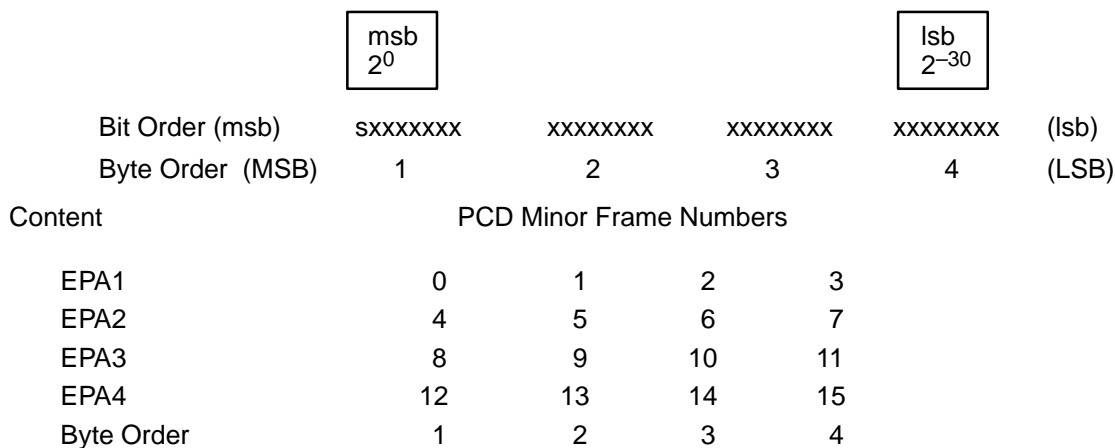 msb lsb
2⁰ 2⁻³⁰
Bit Order (msb) sxxxxxxx xxxxxxxx xxxxxxxx xxxxxxxx (lsb)
Byte Order (MSB) 1 2 3 4 (LSB)
Content PCD Minor Frame Numbers
EPA1 0 1 2 3
EPA2 4 5 6 7
EPA3 8 9 10 11
EPA4 12 13 14 15
Byte Order 1 2 3 4